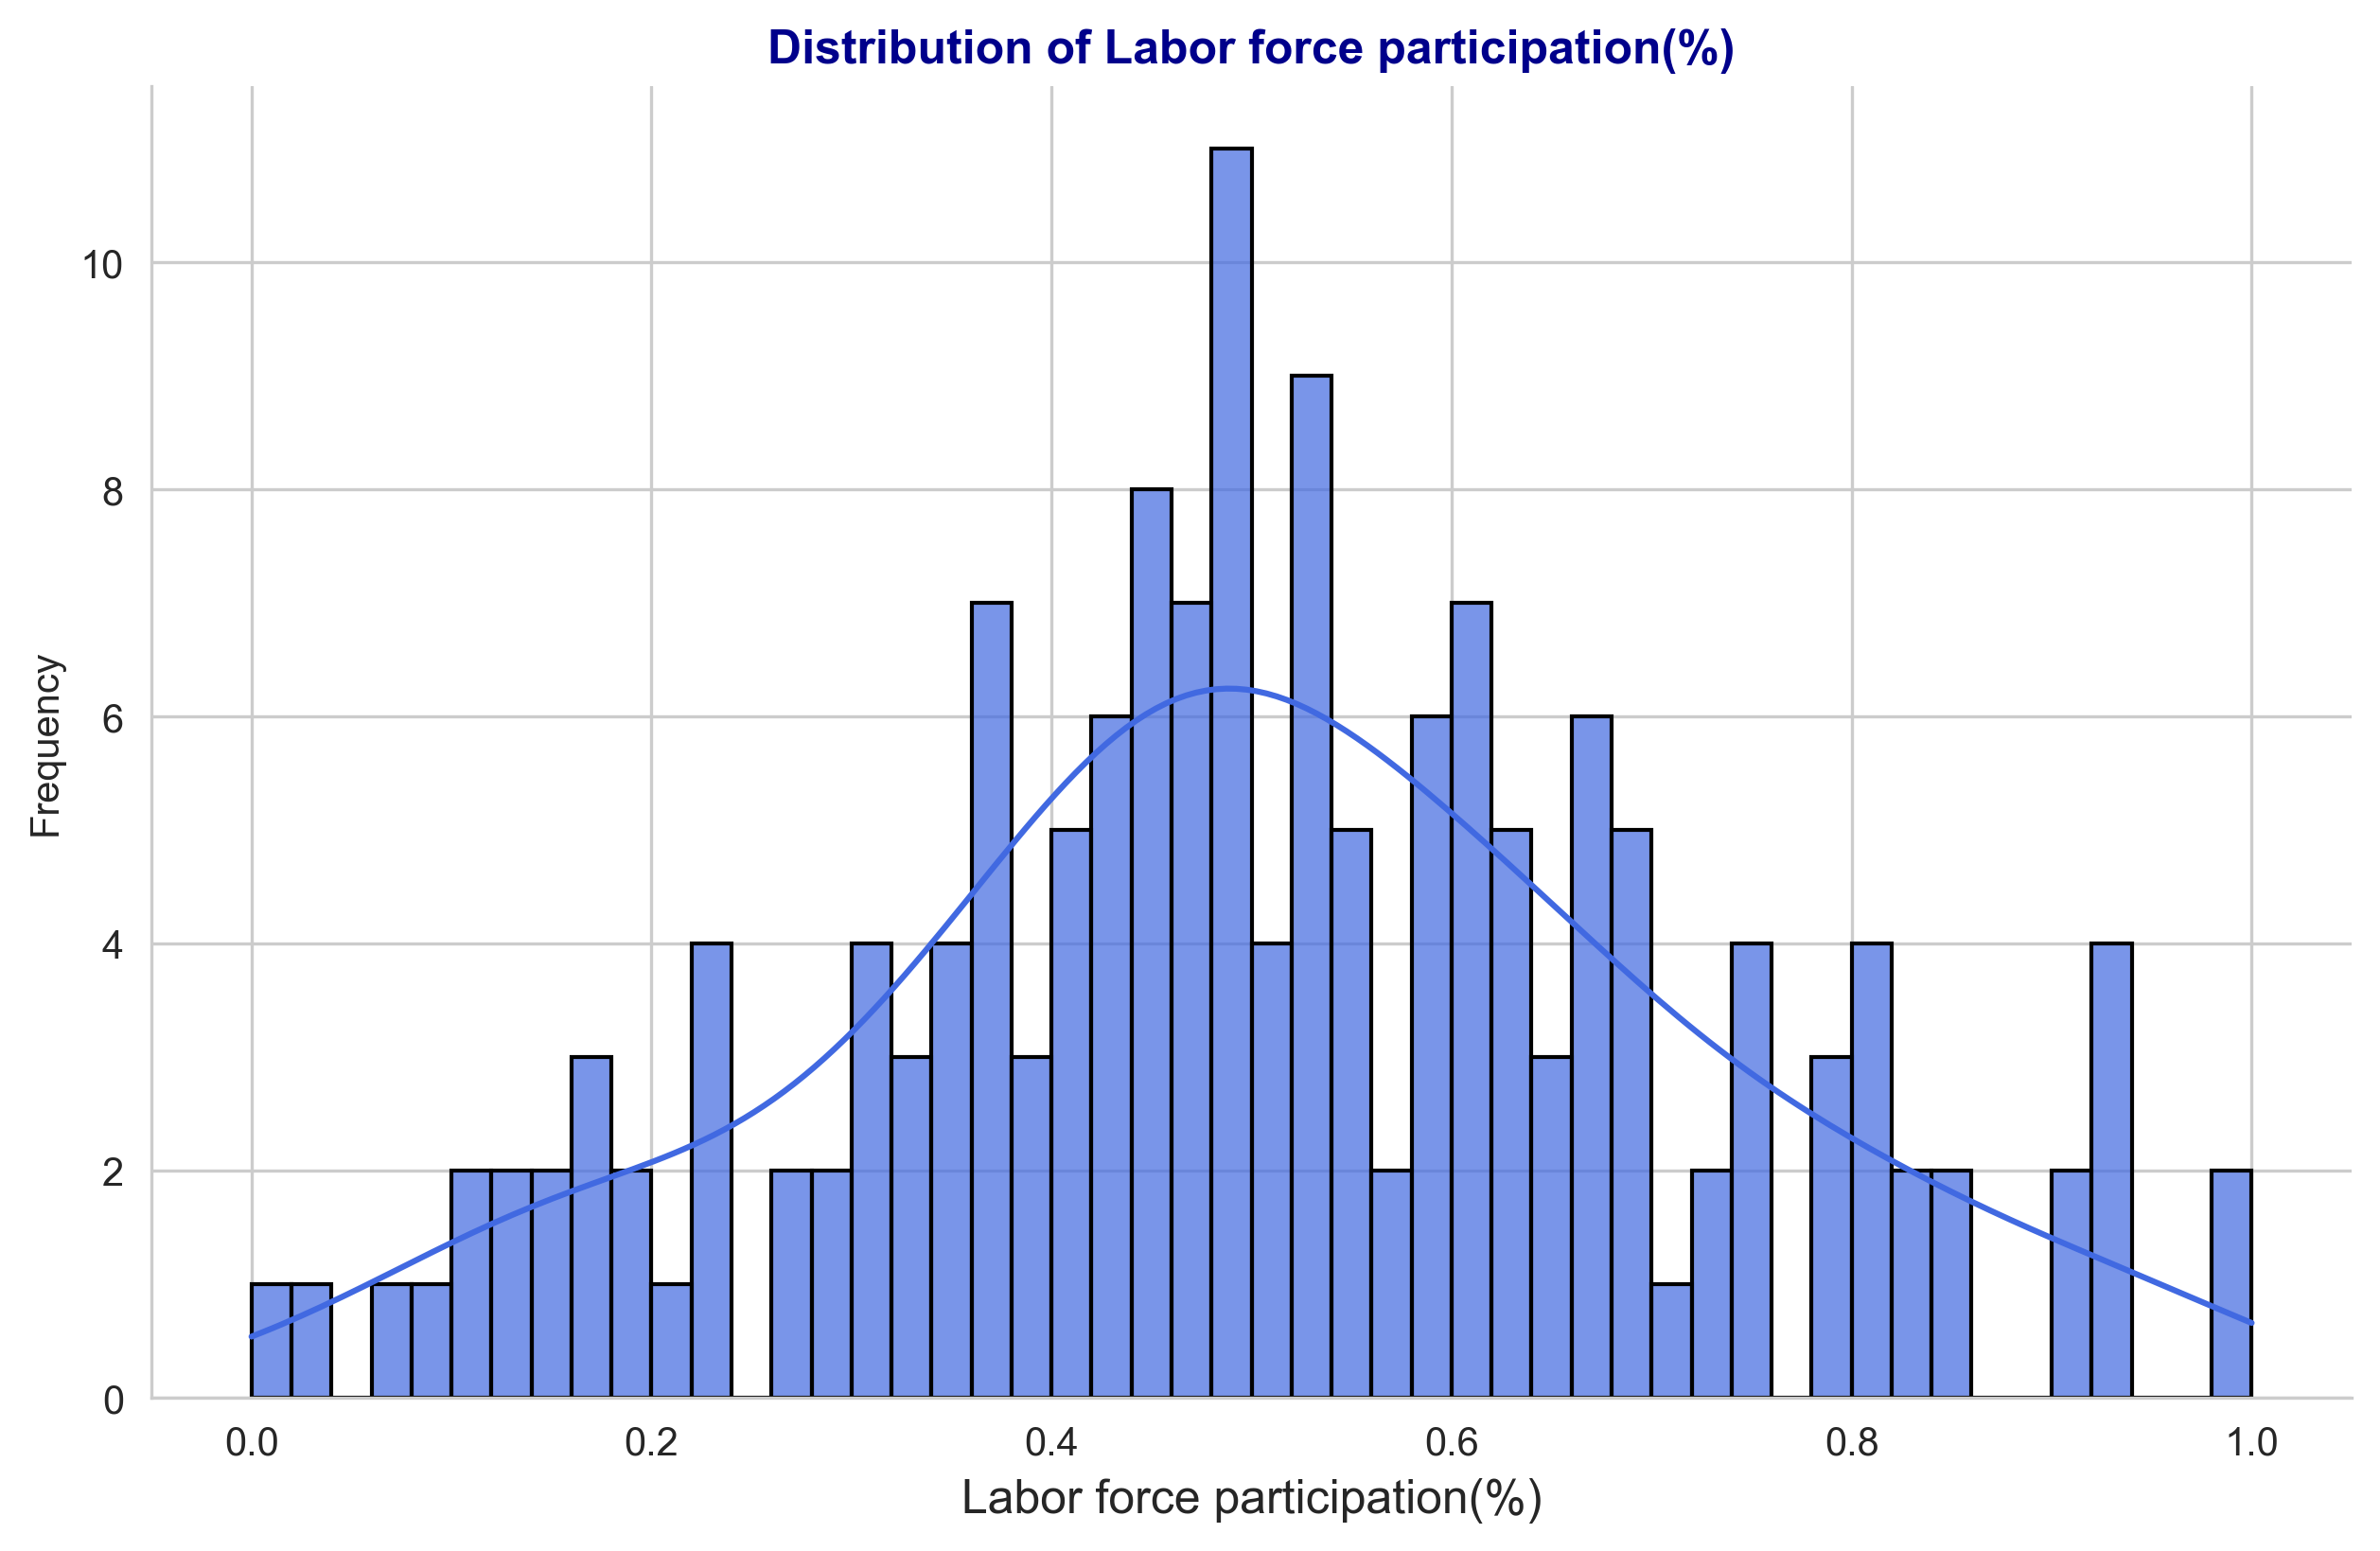 Distribution of Labor force participation(%)
10
8
6
4
2
0
Frequency
0.0 0.2 0.4 0.6 0.8 1.0
Labor force participation(%)